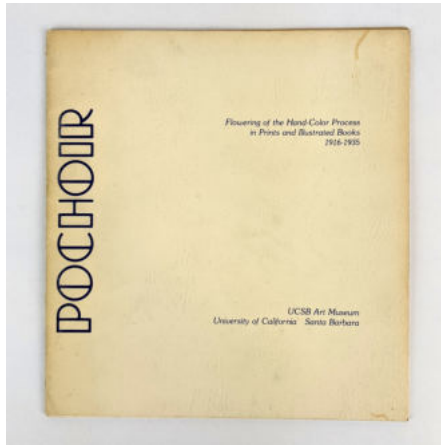 POCHOIR
Flowering of the Hand-Color Process
in Prints and Illustrated Books
1916-1935
UCSB Art Museum
University of California Santa Barbara